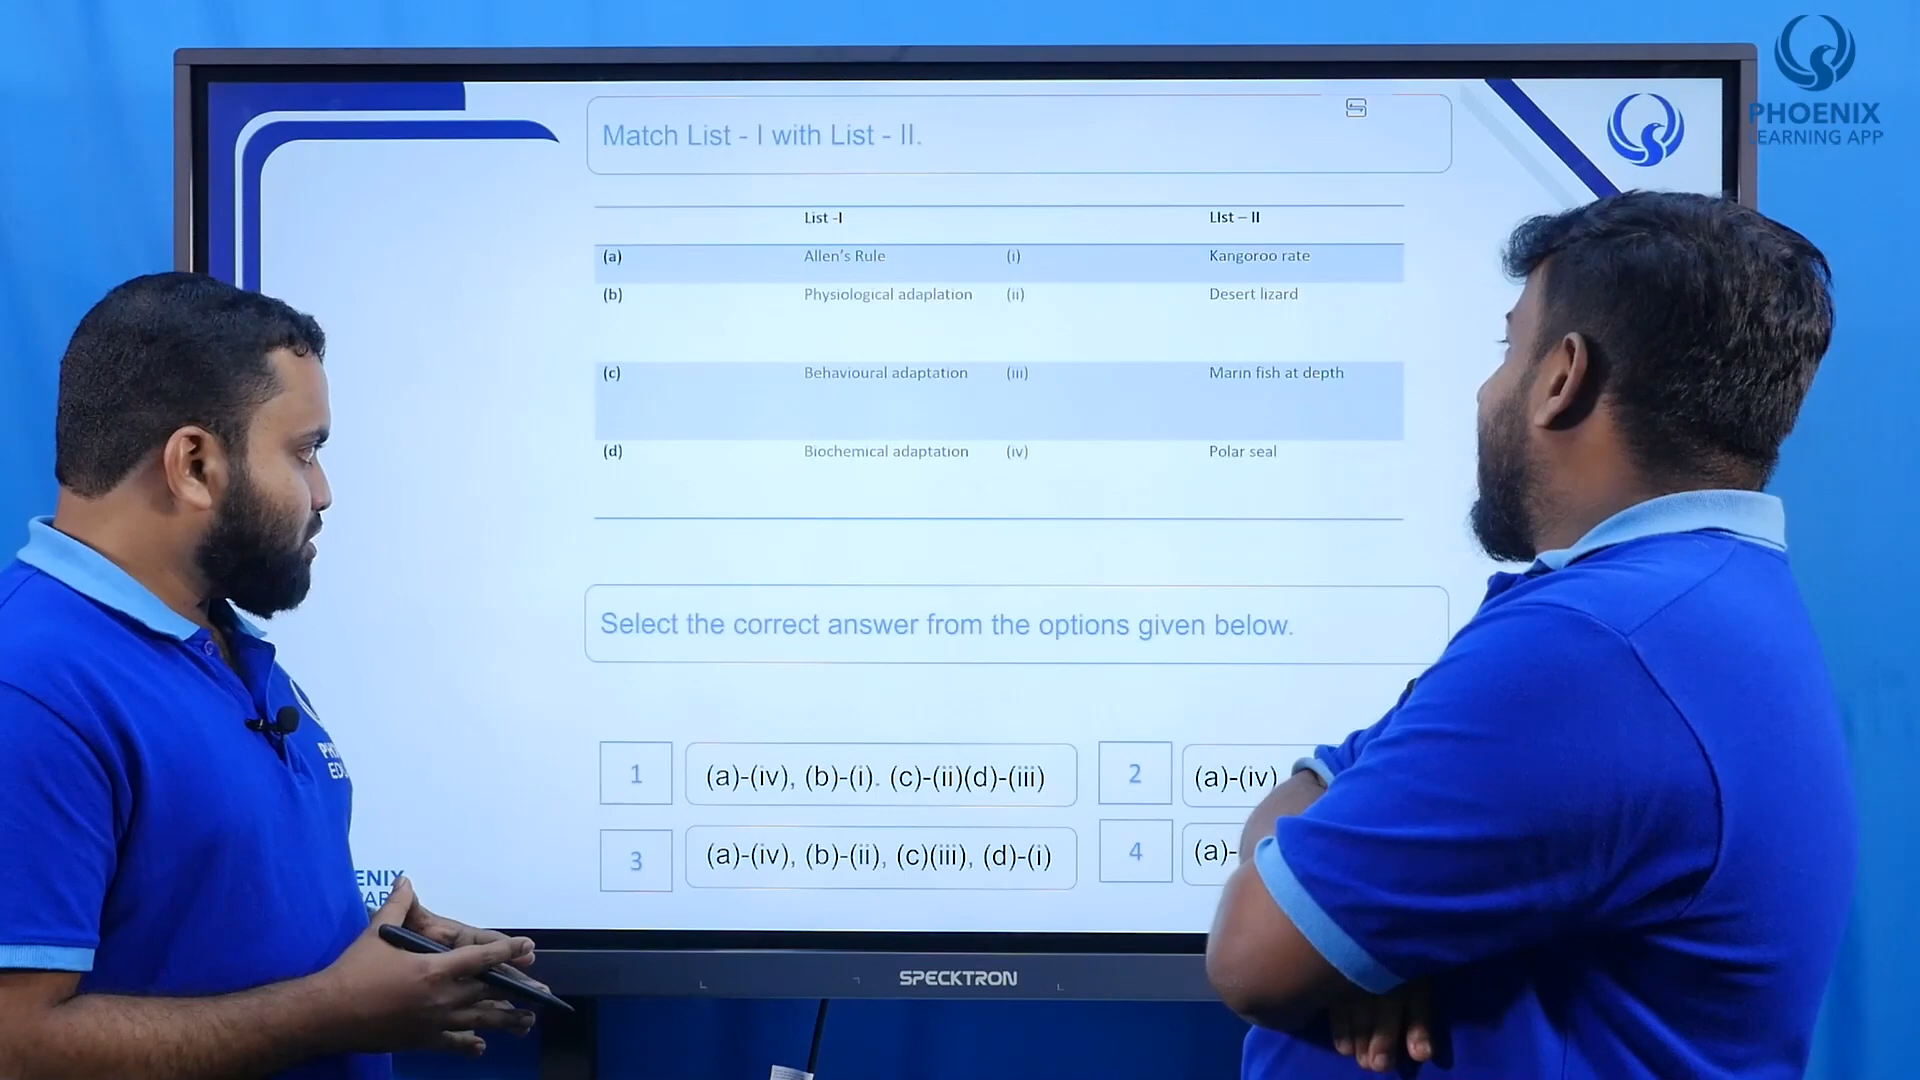 PHOENIX
LEARNING APP
Match List - I with List - II.
List -I LIst – II
(a) Allen's Rule (i) Kangoroo rate
(b) Physiological adaplation (ii) Desert lizard
(c) Behavioural adaptation (iii) Marin fish at depth
(d) Biochemical adaptation (iv) Polar seal
Select the correct answer from the options given below.
1 (a)-(iv), (b)-(i). (c)-(ii)(d)-(iii) 2 (a)-(iv)
3 (a)-(iv), (b)-(ii), (c)(iii), (d)-(i) 4 (a)-
SPECKTRON